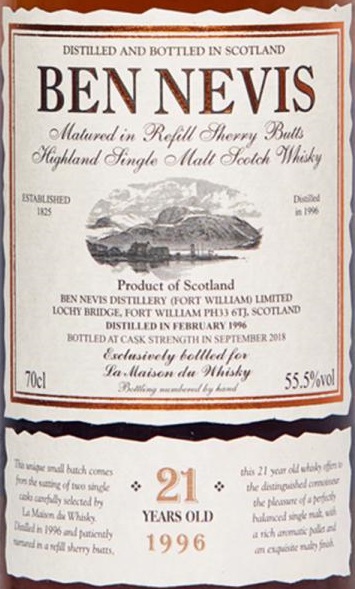 DISTILLED AND BOTTLED IN SCOTLAND
BEN NEVIS
Matured in Refill Sherry Butts
Highland Single Malt Scotch Whisky
ESTABLISHED
1825
Distilled
in 1996
Product of Scotland
BEN NEVIS DISTILLERY (FORT WILLIAM) LIMITED
LOCHY BRIDGE, FORT WILLIAM PH33 6TJ, SCOTLAND
DISTILLED IN FEBRUARY 1996
BOTTLED AT CASK STRENGTH IN SEPTEMBER 2018
Exclusively bottled for
La Maison du Whisky
70cl
Bottling numbered by hand
55.5%vol
This unique small batch comes
from the vatting of two single
casks carefully selected by
La Maison du Whisky.
Distilled in 1996 and patiently
matured in a refill sherry butts,
21
YEARS OLD
1996
this 21 year old whisky offers to
the distinguished connoisseur
the pleasure of a perfectly
balanced single malt, with
a rich aromatic pallet and
an exquisite malty finish.